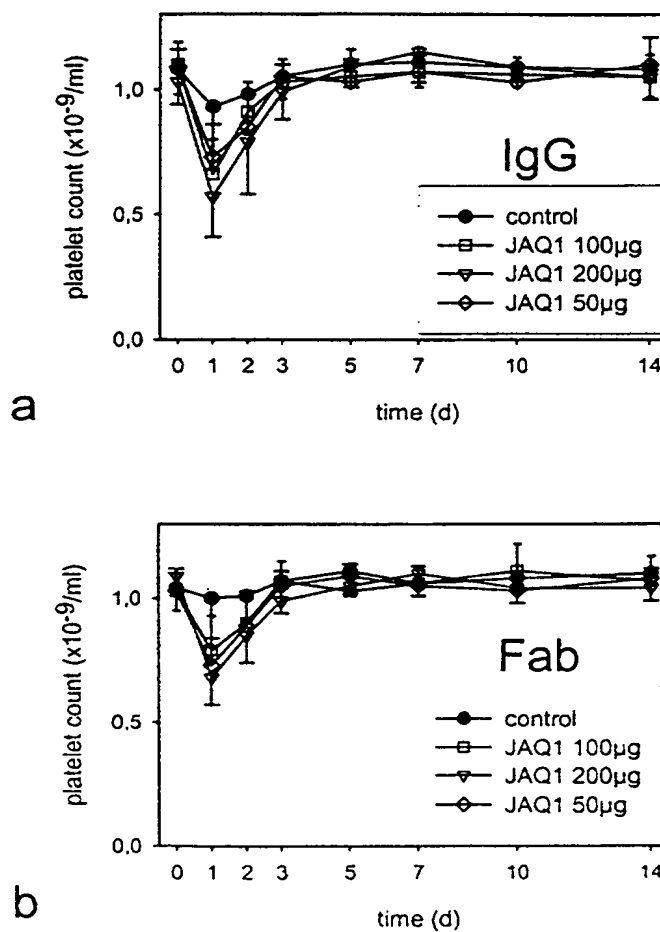 platelet count (x10⁻⁹/ml)
1,0
0,5
0,0
IgG
control
JAQ1 100µg
JAQ1 200µg
JAQ1 50µg
0 1 2 3 5 7 10 14
time (d)
a
platelet count (x10⁻⁹/ml)
1,0
0,5
0,0
Fab
control
JAQ1 100µg
JAQ1 200µg
JAQ1 50µg
0 1 2 3 5 7 10 14
time (d)
b